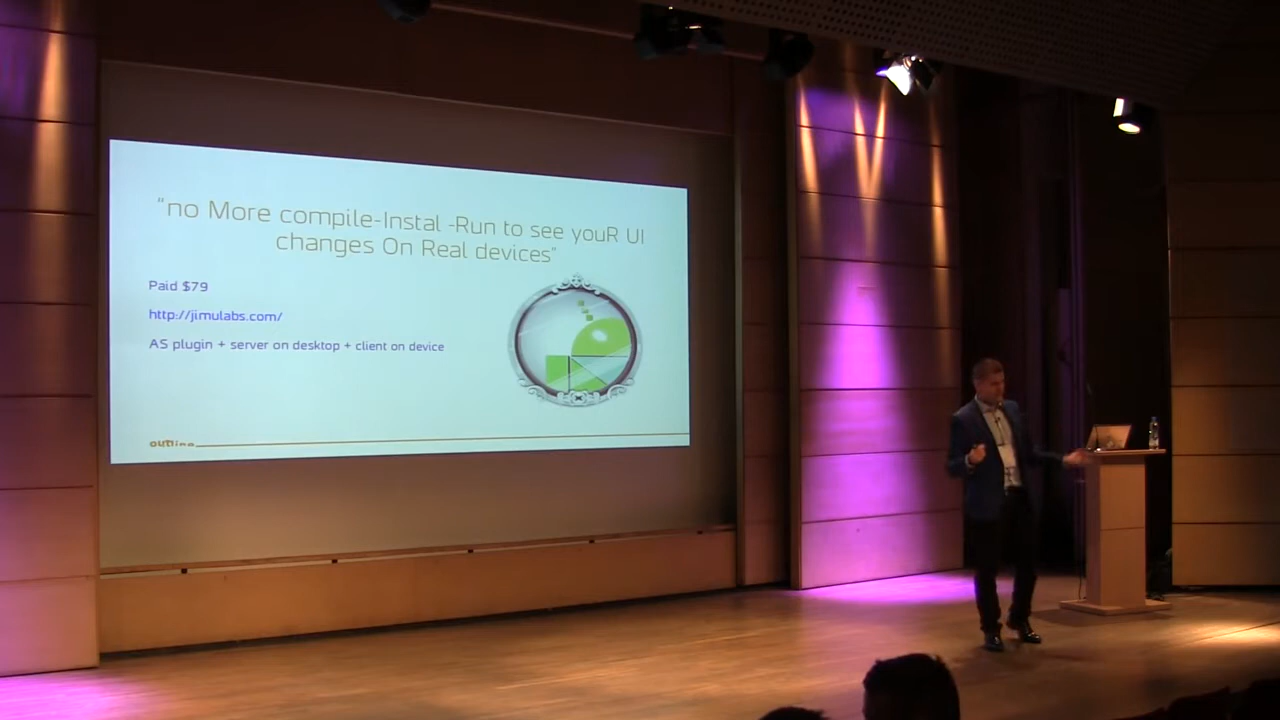 "no More compile-Instal -Run to see youR UI
changes On Real devices"
Paid $79
http://jimulabs.com/
AS plugin + server on desktop + client on device
outline